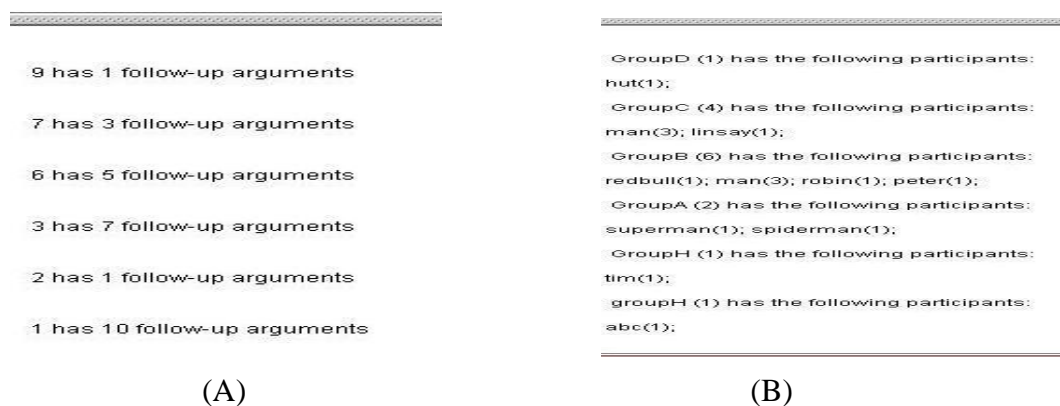 9 has 1 follow-up arguments
7 has 3 follow-up arguments
6 has 5 follow-up arguments
3 has 7 follow-up arguments
2 has 1 follow-up arguments
1 has 10 follow-up arguments
(A)
GroupD (1) has the following participants:
hut(1);
GroupC (4) has the following participants:
man(3); linsay(1);
GroupB (6) has the following participants:
redbull(1); man(3); robin(1); peter(1);
GroupA (2) has the following participants:
superman(1); spiderman(1);
GroupH (1) has the following participants:
tim(1);
groupH (1) has the following participants:
abc(1);
(B)